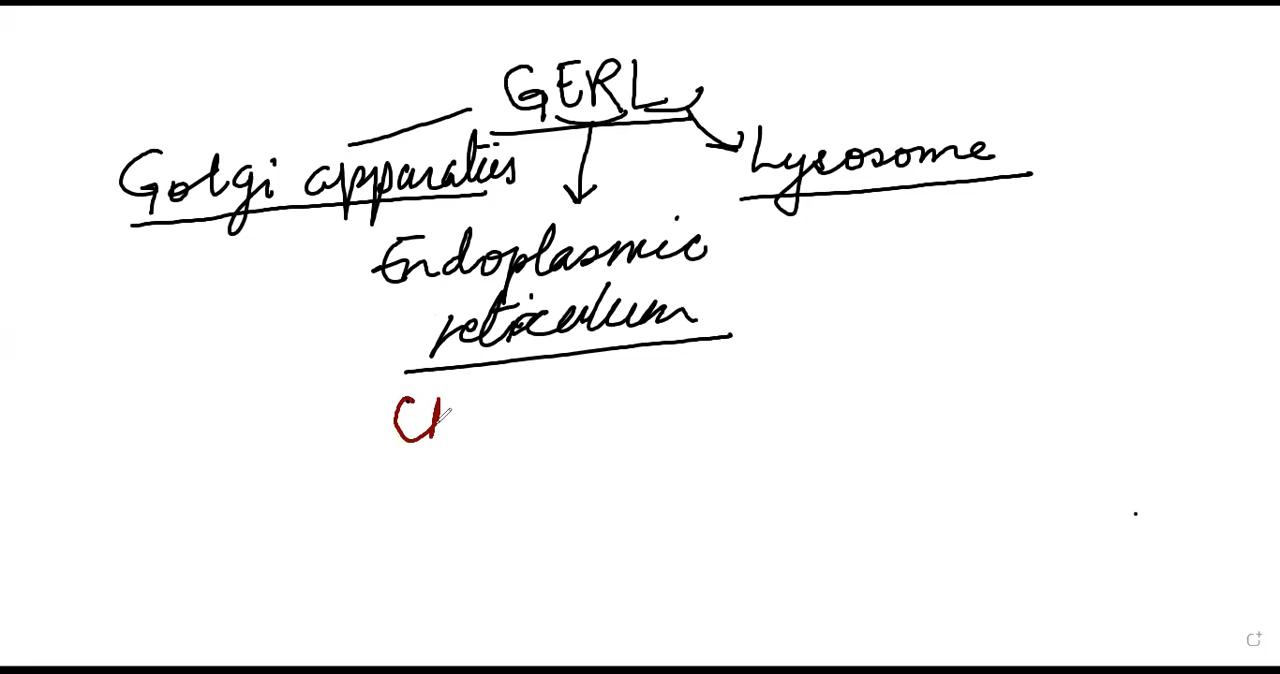 GERL
Golgi apparatus
Lysosome
Endoplasmic
reticulum
C